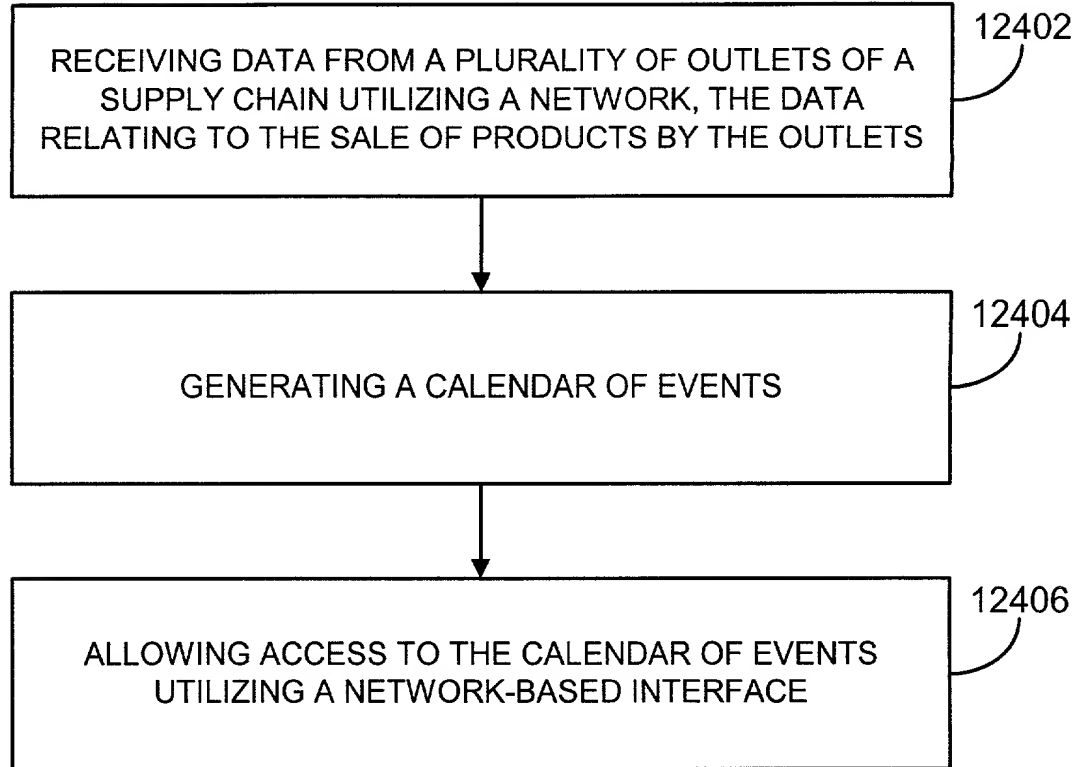 12402
RECEIVING DATA FROM A PLURALITY OF OUTLETS OF A
SUPPLY CHAIN UTILIZING A NETWORK, THE DATA
RELATING TO THE SALE OF PRODUCTS BY THE OUTLETS
12404
GENERATING A CALENDAR OF EVENTS
12406
ALLOWING ACCESS TO THE CALENDAR OF EVENTS
UTILIZING A NETWORK-BASED INTERFACE